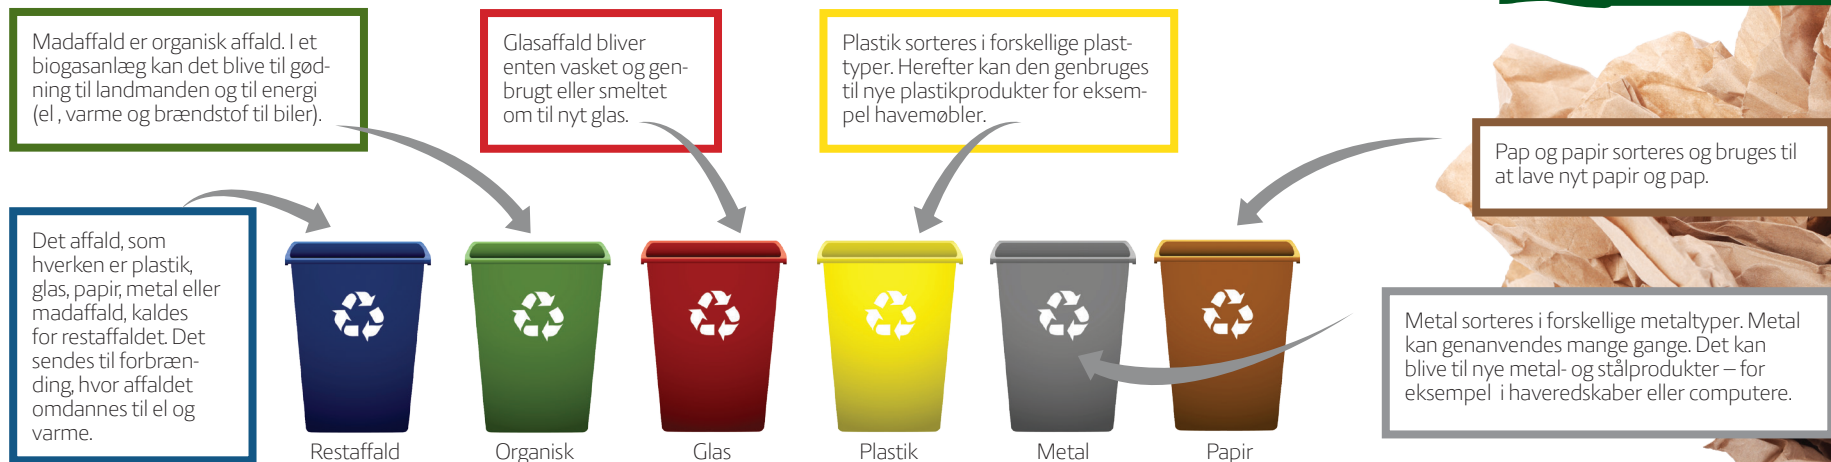 Madaffald er organisk affald. I et
biogasanlæg kan det blive til gød-
ning til landmanden og til energi
(el , varme og brændstof til biler).
Glasaffald bliver
enten vasket og gen-
brugt eller smeltet
om til nyt glas.
Plastik sorteres i forskellige plast-
typer. Herefter kan den genbruges
til nye plastikprodukter for eksem-
pel havemøbler.
Pap og papir sorteres og bruges til
at lave nyt papir og pap.
Det affald, som
hverken er plastik,
glas, papir, metal eller
madaffald, kaldes
for restaffaldet. Det
sendes til forbræn-
ding, hvor affaldet
omdannes til el og
varme.
Metal sorteres i forskellige metaltyper. Metal
kan genanvendes mange gange. Det kan
blive til nye metal- og stålprodukter – for
eksempel i haveredskaber eller computere.
Restaffald
Organisk
Glas
Plastik
Metal
Papir